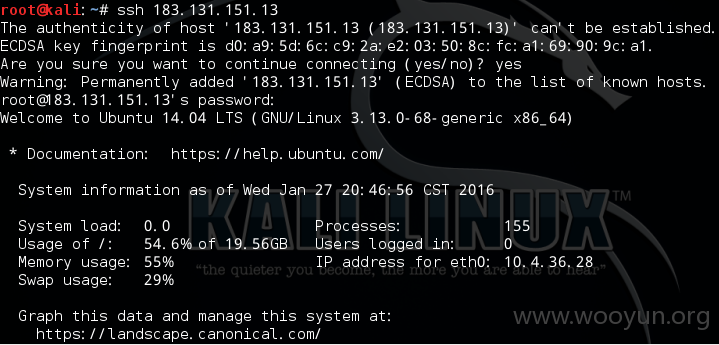 root@kali:~# ssh 183.131.151.13
The authenticity of host '183.131.151.13 (183.131.151.13)' can't be established.
ECDSA key fingerprint is d0:a9:5d:6c:c9:2a:e2:03:50:8c:fc:a1:69:90:9c:a1.
Are you sure you want to continue connecting (yes/no)? yes
Warning: Permanently added '183.131.151.13' (ECDSA) to the list of known hosts.
root@183.131.151.13's password:
Welcome to Ubuntu 14.04 LTS (GNU/Linux 3.13.0-68-generic x86_64)
* Documentation: https://help.ubuntu.com/
System information as of Wed Jan 27 20:46:56 CST 2016
System load: 0.0 Processes: 155
Usage of /: 54.6% of 19.56GB Users logged in: 0
Memory usage: 55% IP address for eth0: 10.4.36.28
Swap usage: 29%
KALI LINUX™
"the quieter you become, the more you are able to hear"
Graph this data and manage this system at:
https://landscape.canonical.com/
www.wooyun.org